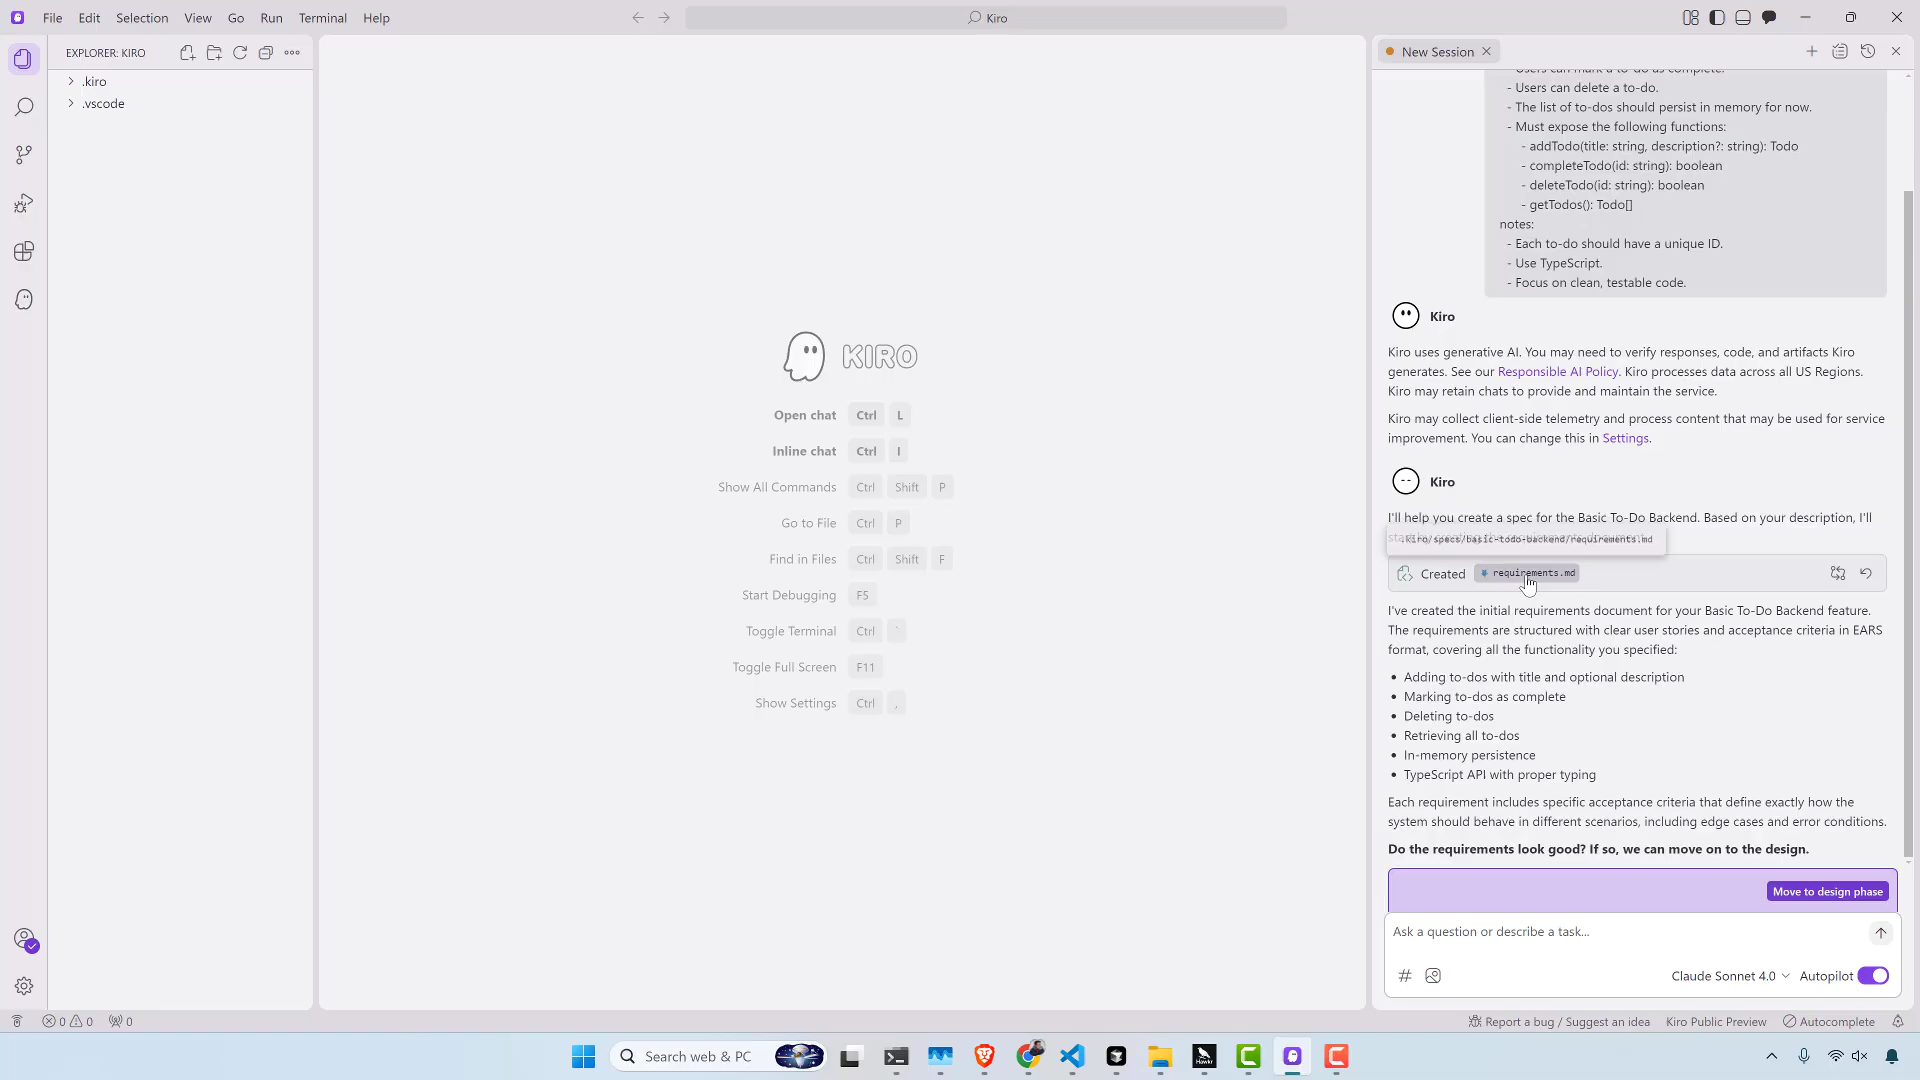 File Edit Selection View Go Run Terminal Help
Kiro
EXPLORER: KIRO
.kiro
.vscode
KIRO
Open chat Ctrl L
Inline chat Ctrl I
Show All Commands Ctrl Shift P
Go to File Ctrl P
Find in Files Ctrl Shift F
Start Debugging F5
Toggle Terminal Ctrl `
Toggle Full Screen F11
Show Settings Ctrl ,
New Session
- Users can mark a to-do as complete.
- Users can delete a to-do.
- The list of to-dos should persist in memory for now.
- Must expose the following functions:
- addTodo(title: string, description?: string): Todo
- completeTodo(id: string): boolean
- deleteTodo(id: string): boolean
- getTodos(): Todo[]
notes:
- Each to-do should have a unique ID.
- Use TypeScript.
- Focus on clean, testable code.
Kiro
Kiro uses generative AI. You may need to verify responses, code, and artifacts Kiro
generates. See our Responsible AI Policy. Kiro processes data across all US Regions.
Kiro may retain chats to provide and maintain the service.
Kiro may collect client-side telemetry and process content that may be used for service
improvement. You can change this in Settings.
Kiro
I'll help you create a spec for the Basic To-Do Backend. Based on your description, I'll
.kiro/specs/basic-todo-backend/requirements.md
Created requirements.md
I've created the initial requirements document for your Basic To-Do Backend feature.
The requirements are structured with clear user stories and acceptance criteria in EARS
format, covering all the functionality you specified:
• Adding to-dos with title and optional description
• Marking to-dos as complete
• Deleting to-dos
• Retrieving all to-dos
• In-memory persistence
• TypeScript API with proper typing
Each requirement includes specific acceptance criteria that define exactly how the
system should behave in different scenarios, including edge cases and error conditions.
Do the requirements look good? If so, we can move on to the design.
Move to design phase
Ask a question or describe a task...
# Claude Sonnet 4.0 Autopilot
0 0 0
Report a bug / Suggest an idea Kiro Public Preview Autocomplete
Search web & PC